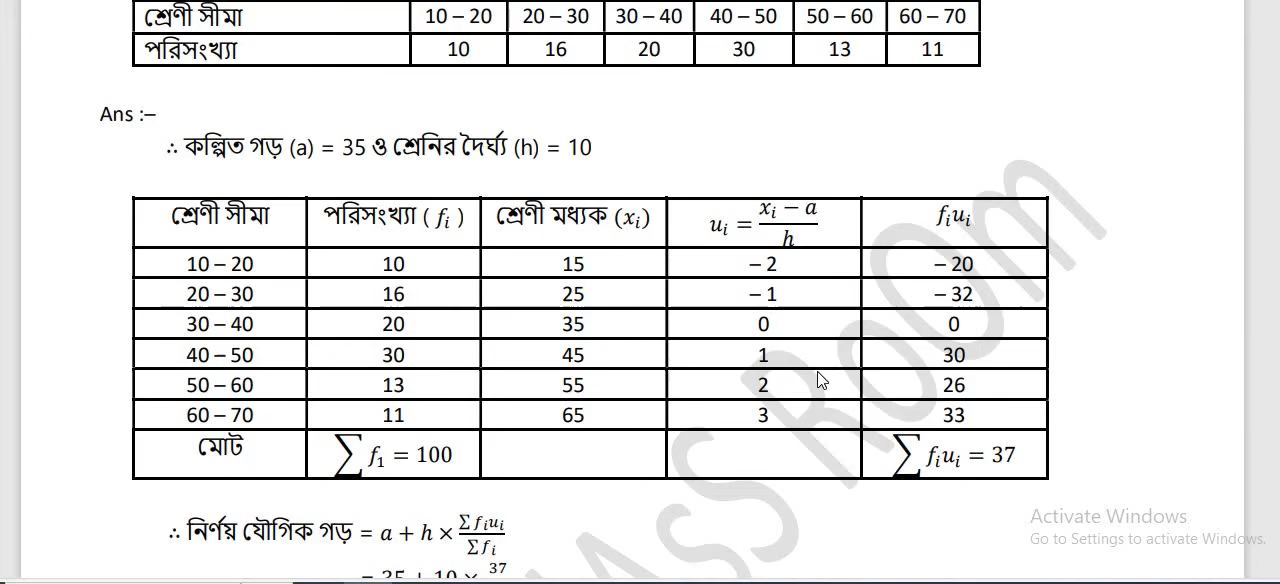 শ্রেণী সীমা 10 – 20 20 – 30 30 – 40 40 – 50 50 – 60 60 – 70
পরিসংখ্যা 10 16 20 30 13 11
Ans :–
∴ কল্পিত গড় (a) = 35 ও শ্রেনির দৈর্ঘ্য (h) = 10
শ্রেণী সীমা পরিসংখ্যা ( fᵢ ) শ্রেণী মধ্যক (xᵢ) uᵢ = (xᵢ − a)/h fᵢuᵢ
10 – 20 10 15 – 2 – 20
20 – 30 16 25 – 1 – 32
30 – 40 20 35 0 0
40 – 50 30 45 1 30
50 – 60 13 55 2 26
60 – 70 11 65 3 33
মোট ∑ f₁ = 100 ∑ fᵢuᵢ = 37
∴ নির্ণয় যৌগিক গড় = a + h × ∑fᵢuᵢ/∑fᵢ
= 35 + 10 × 37
Activate Windows
Go to Settings to activate Windows.